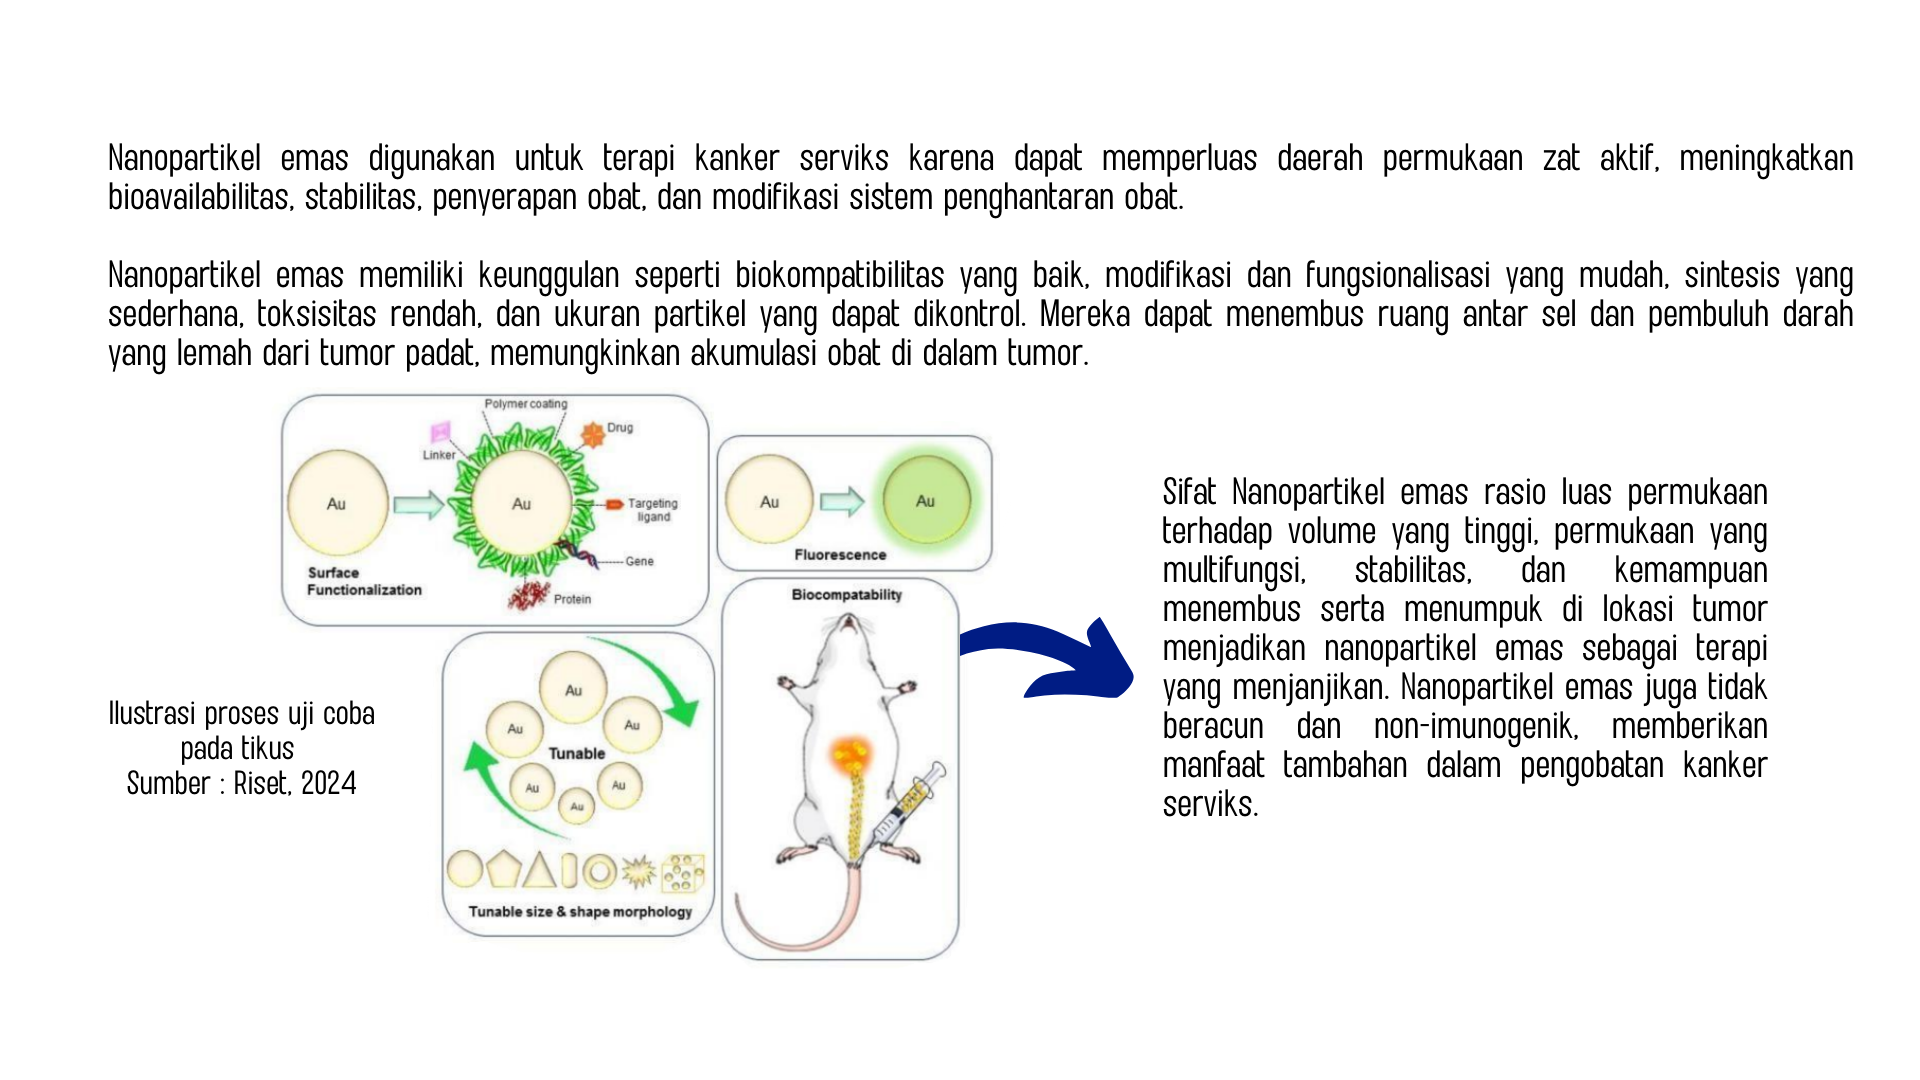 Nanopartikel emas digunakan untuk terapi kanker serviks karena dapat memperluas daerah permukaan zat aktif, meningkatkan
bioavailabilitas, stabilitas, penyerapan obat, dan modifikasi sistem penghantaran obat.
Nanopartikel emas memiliki keunggulan seperti biokompatibilitas yang baik, modifikasi dan fungsionalisasi yang mudah, sintesis yang
sederhana, toksisitas rendah, dan ukuran partikel yang dapat dikontrol. Mereka dapat menembus ruang antar sel dan pembuluh darah
yang lemah dari tumor padat, memungkinkan akumulasi obat di dalam tumor.
Polymer coating
Drug
Linker
Au
Au
Targeting
ligand
Gene
Protein
Surface
Functionalization
Au
Au
Fluorescence
Au
Au
Au
Tunable
Au
Au
Au
Tunable size & shape morphology
Biocompatability
Ilustrasi proses uji coba
pada tikus
Sumber : Riset, 2024
Sifat Nanopartikel emas rasio luas permukaan
terhadap volume yang tinggi, permukaan yang
multifungsi, stabilitas, dan kemampuan
menembus serta menumpuk di lokasi tumor
menjadikan nanopartikel emas sebagai terapi
yang menjanjikan. Nanopartikel emas juga tidak
beracun dan non-imunogenik, memberikan
manfaat tambahan dalam pengobatan kanker
serviks.